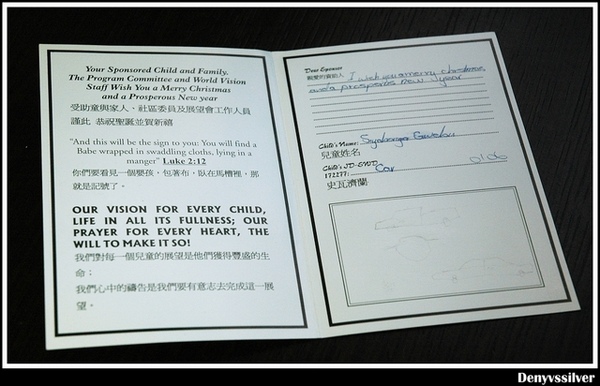 Your Sponsored Child and Family.
The Program Committee and World Vision
Staff Wish You a Merry Christmas
and a Prosperous New year
受助童與家人、社區委員及展望會工作人員
謹此 恭祝聖誕並賀新禧
"And this will be the sign to you; You will find a
Babe wrapped in swaddling cloths, lying in a
manger" Luke 2:12
你們要看見一個嬰孩，包著布，臥在馬槽裡，那
就是記號了。
OUR VISION FOR EVERY CHILD,
LIFE IN ALL ITS FULLNESS; OUR
PRAYER FOR EVERY HEART, THE
WILL TO MAKE IT SO!
我們對每一個兒童的展望是他們獲得豐盛的生
命；
我們心中的禱告是我們要有意志去完成這一展
望。
Dear Sponsor
親愛的資助人 I wish you a merry christmas
and a prosperous new year
Child's Name:
兒童姓名
Child's ID-SWD
172277: Car
史瓦濟蘭
Denyvssilver